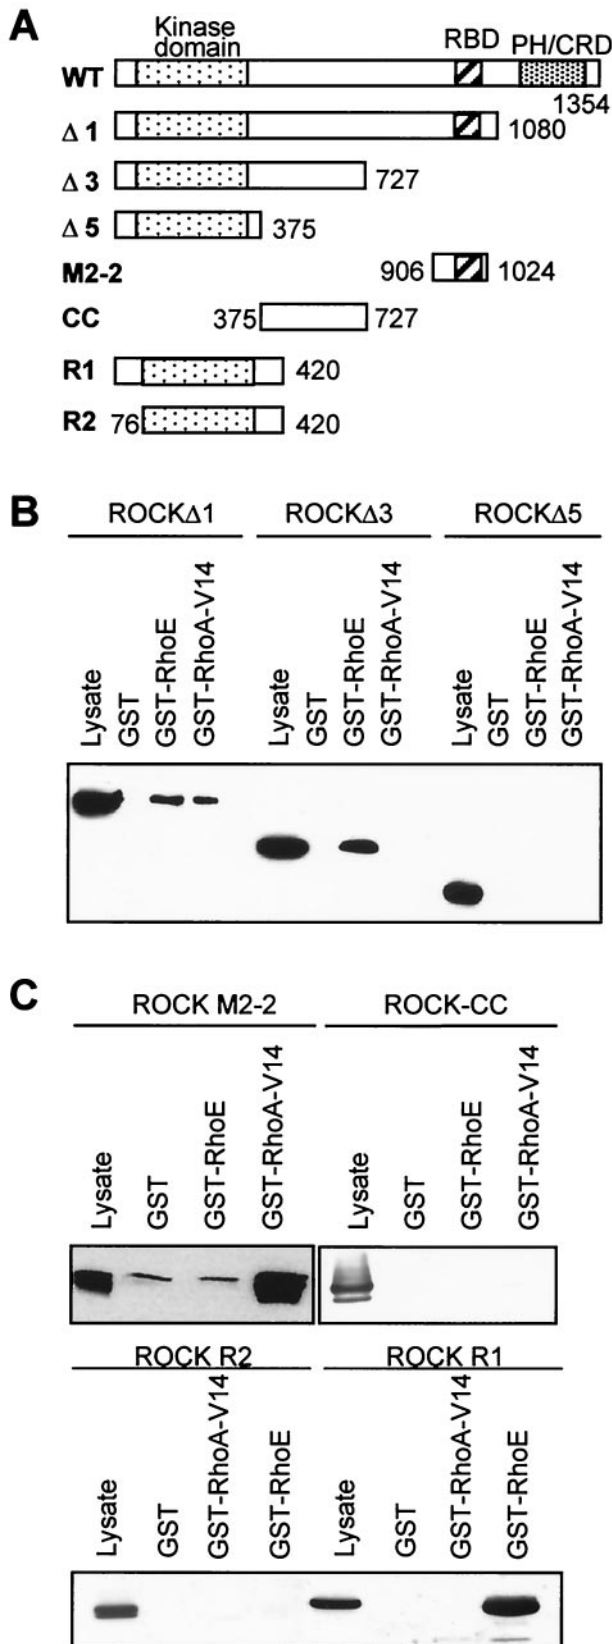 A
Kinase domain
RBD
PH/CRD
WT
1354
Δ 1
1080
Δ 3
727
Δ 5
375
M2-2
906
1024
CC
375
727
R1
420
R2
76
420
B
ROCKΔ1
ROCKΔ3
ROCKΔ5
Lysate
GST
GST-RhoE
GST-RhoA-V14
Lysate
GST
GST-RhoE
GST-RhoA-V14
Lysate
GST
GST-RhoE
GST-RhoA-V14
C
ROCK M2-2
ROCK-CC
Lysate
GST
GST-RhoE
GST-RhoA-V14
Lysate
GST
GST-RhoE
GST-RhoA-V14
ROCK R2
ROCK R1
Lysate
GST
GST-RhoA-V14
GST-RhoE
Lysate
GST
GST-RhoA-V14
GST-RhoE